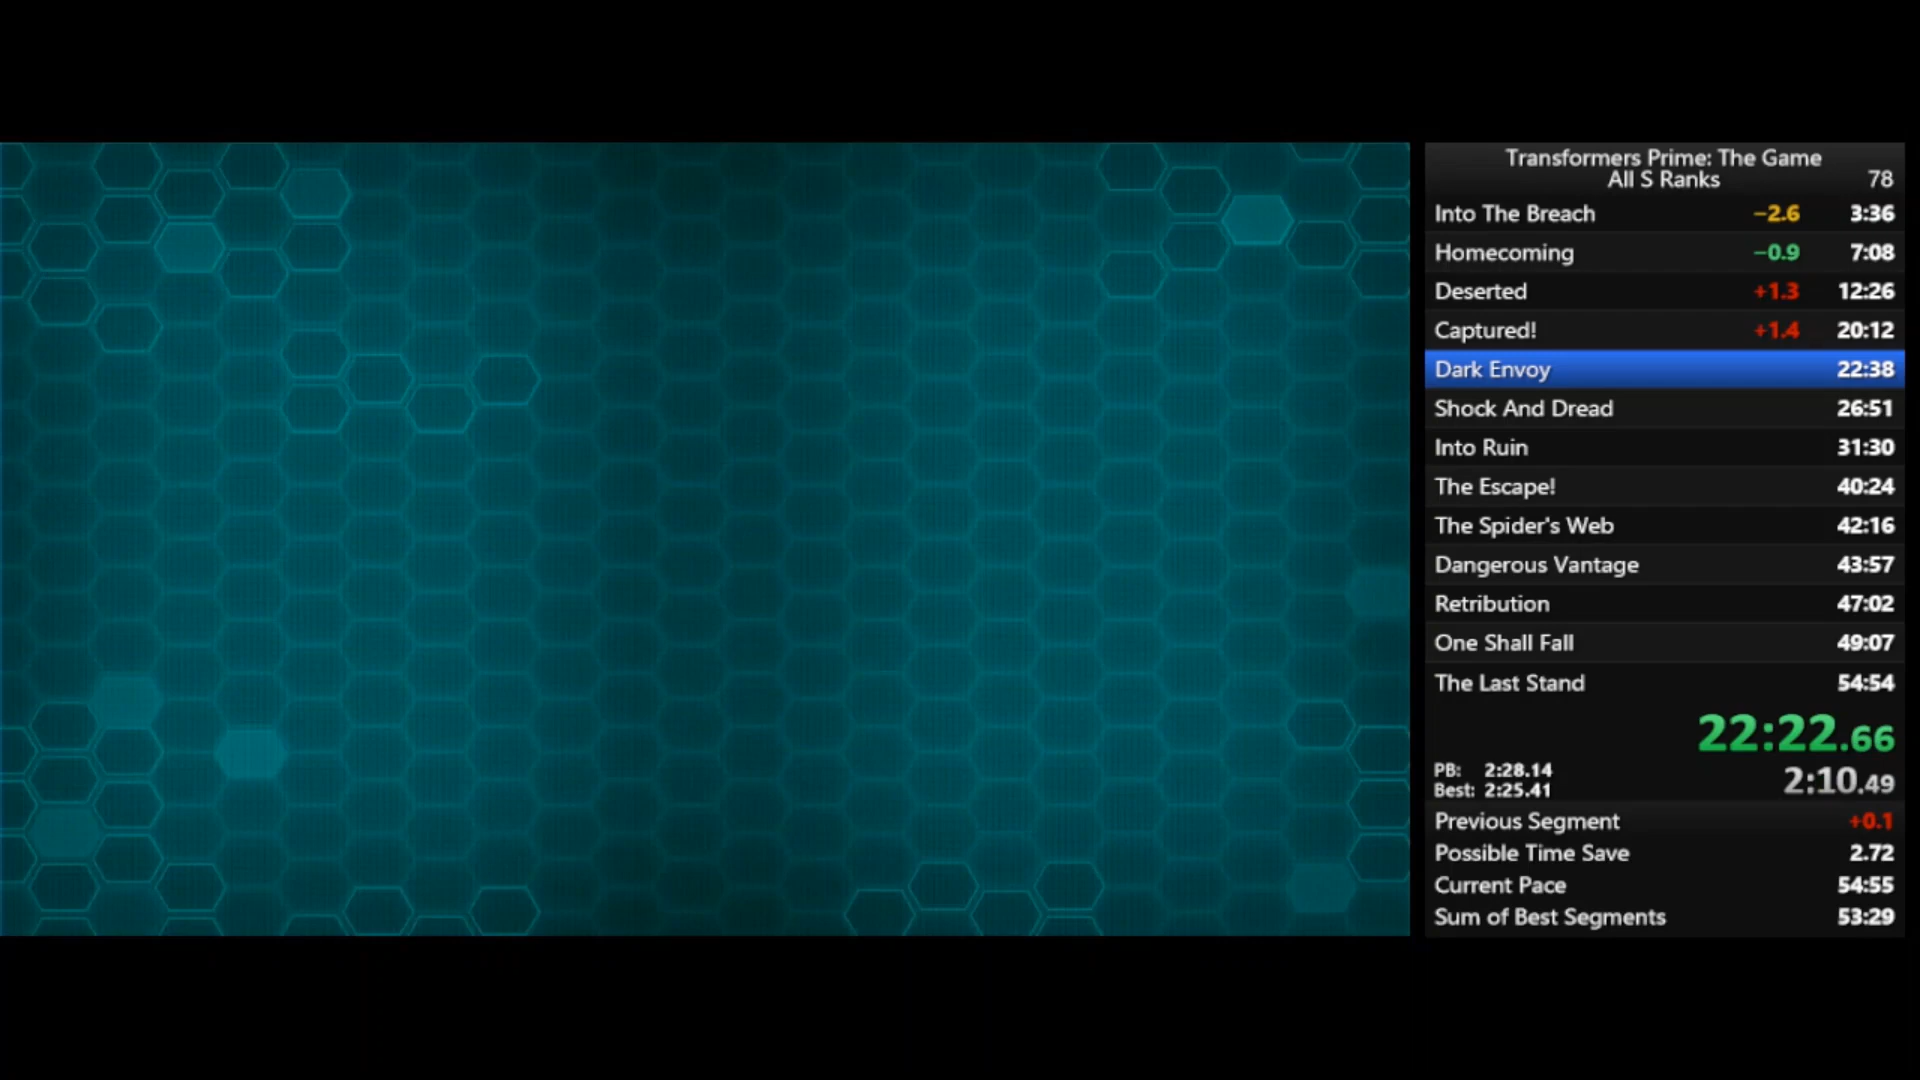 Transformers Prime: The Game
All S Ranks 78
Into The Breach −2.6 3:36
Homecoming −0.9 7:08
Deserted +1.3 12:26
Captured! +1.4 20:12
Dark Envoy 22:38
Shock And Dread 26:51
Into Ruin 31:30
The Escape! 40:24
The Spider's Web 42:16
Dangerous Vantage 43:57
Retribution 47:02
One Shall Fall 49:07
The Last Stand 54:54
22:22.66
PB: 2:28.14
Best: 2:25.41
2:10.49
Previous Segment +0.1
Possible Time Save 2.72
Current Pace 54:55
Sum of Best Segments 53:29